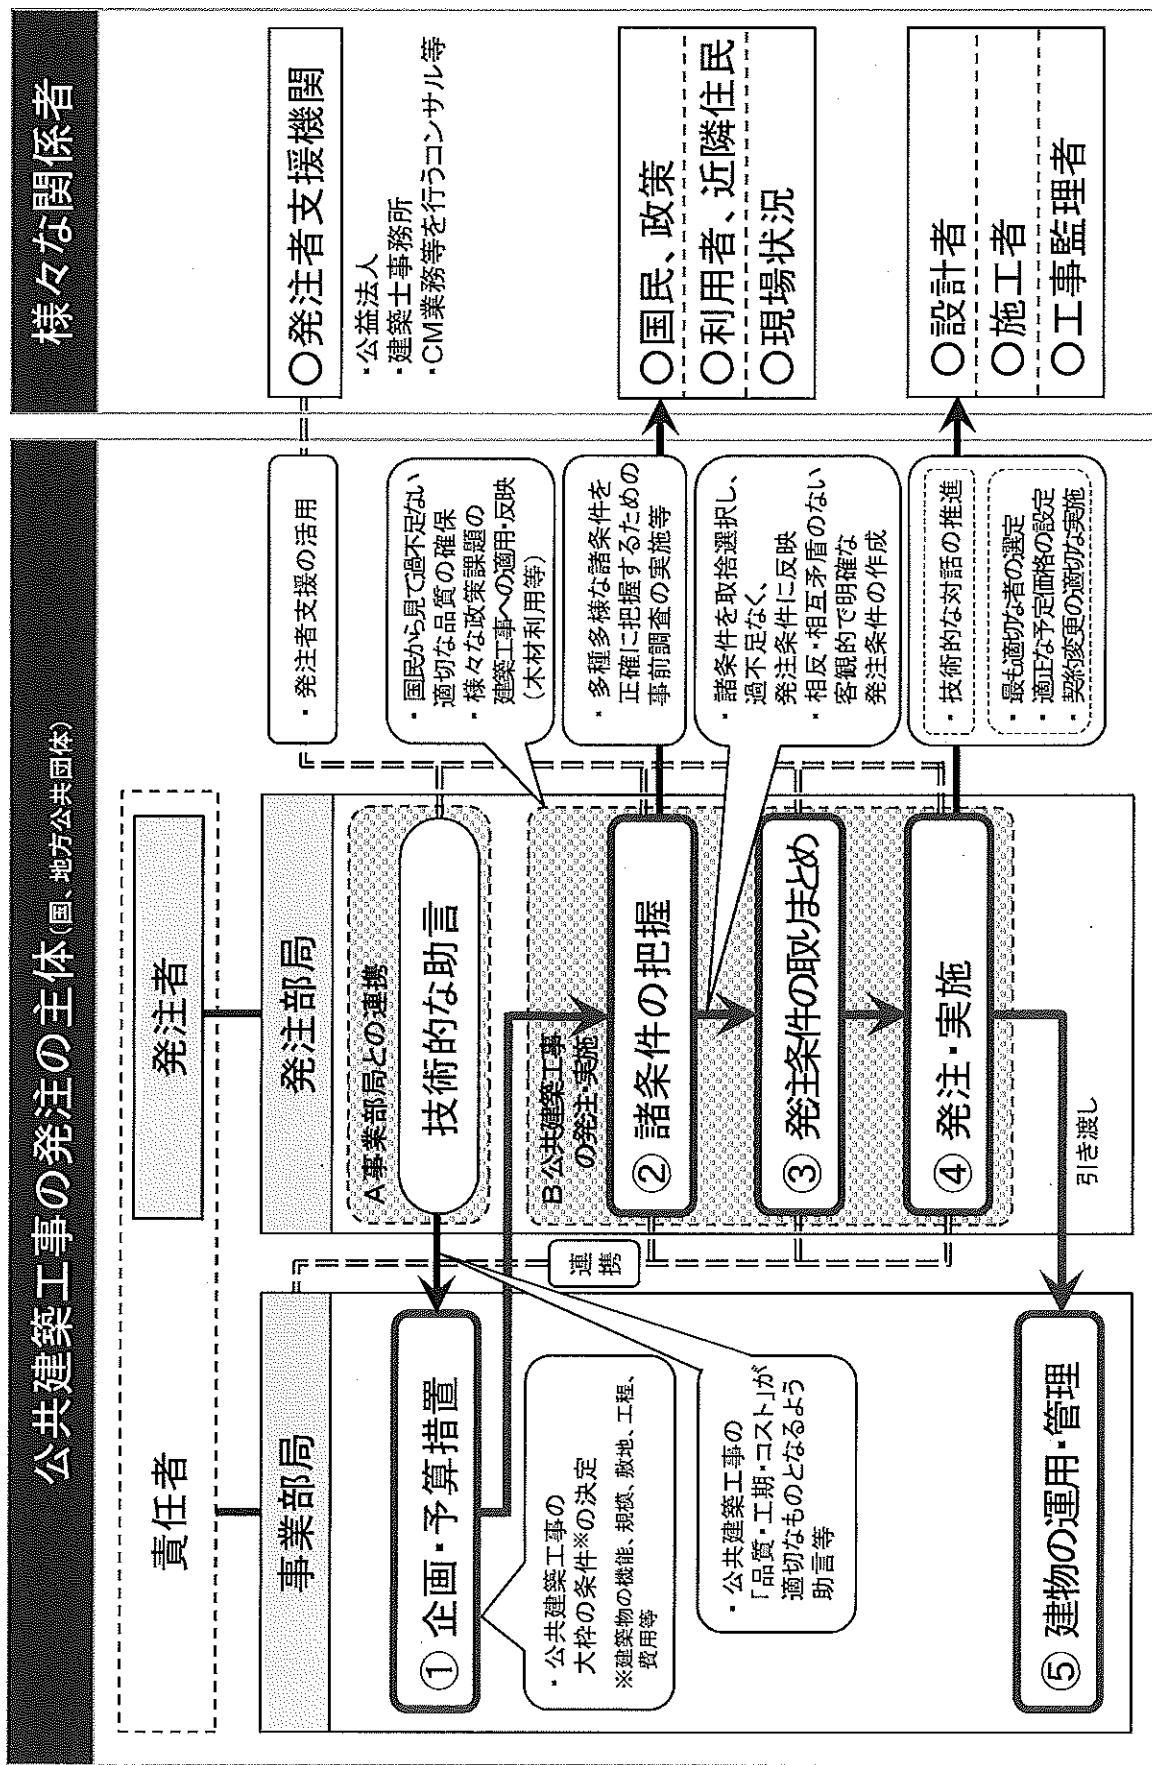 公共建築工事の発注の主体(国、地方公共団体)
様々な関係者
責任者
発注者
事業部局
発注部局
① 企画・予算措置
・公共建築工事の
大枠の条件※の決定
※建築物の機能、規模、敷地、工程、
費用等
A 事業部局との連携
技術的な助言
・公共建築工事の
「品質・工期・コスト」が
適切なものとなるよう
助言等
連携
B 公共建築工事
の発注・実施
② 諸条件の把握
③ 発注条件の取りまとめ
④ 発注・実施
引き渡し
⑤ 建物の運用・管理
・発注者支援の活用
・国民から見て過不足ない
適切な品質の確保
・様々な政策課題の
建築工事への適用・反映
(木材利用等)
・多種多様な諸条件を
正確に把握するための
事前調査の実施等
・諸条件を取捨選択し、
過不足なく、
発注条件に反映
・相反・相互矛盾のない
客観的で明確な
発注条件の作成
・技術的な対話の推進
・最も適切な者の選定
・適正な予定価格の設定
・契約変更の適切な実施
○発注者支援機関
・公益法人
・建築士事務所
・CM業務等を行うコンサル等
○国民、政策
○利用者、近隣住民
○現場状況
○設計者
○施工者
○工事監理者